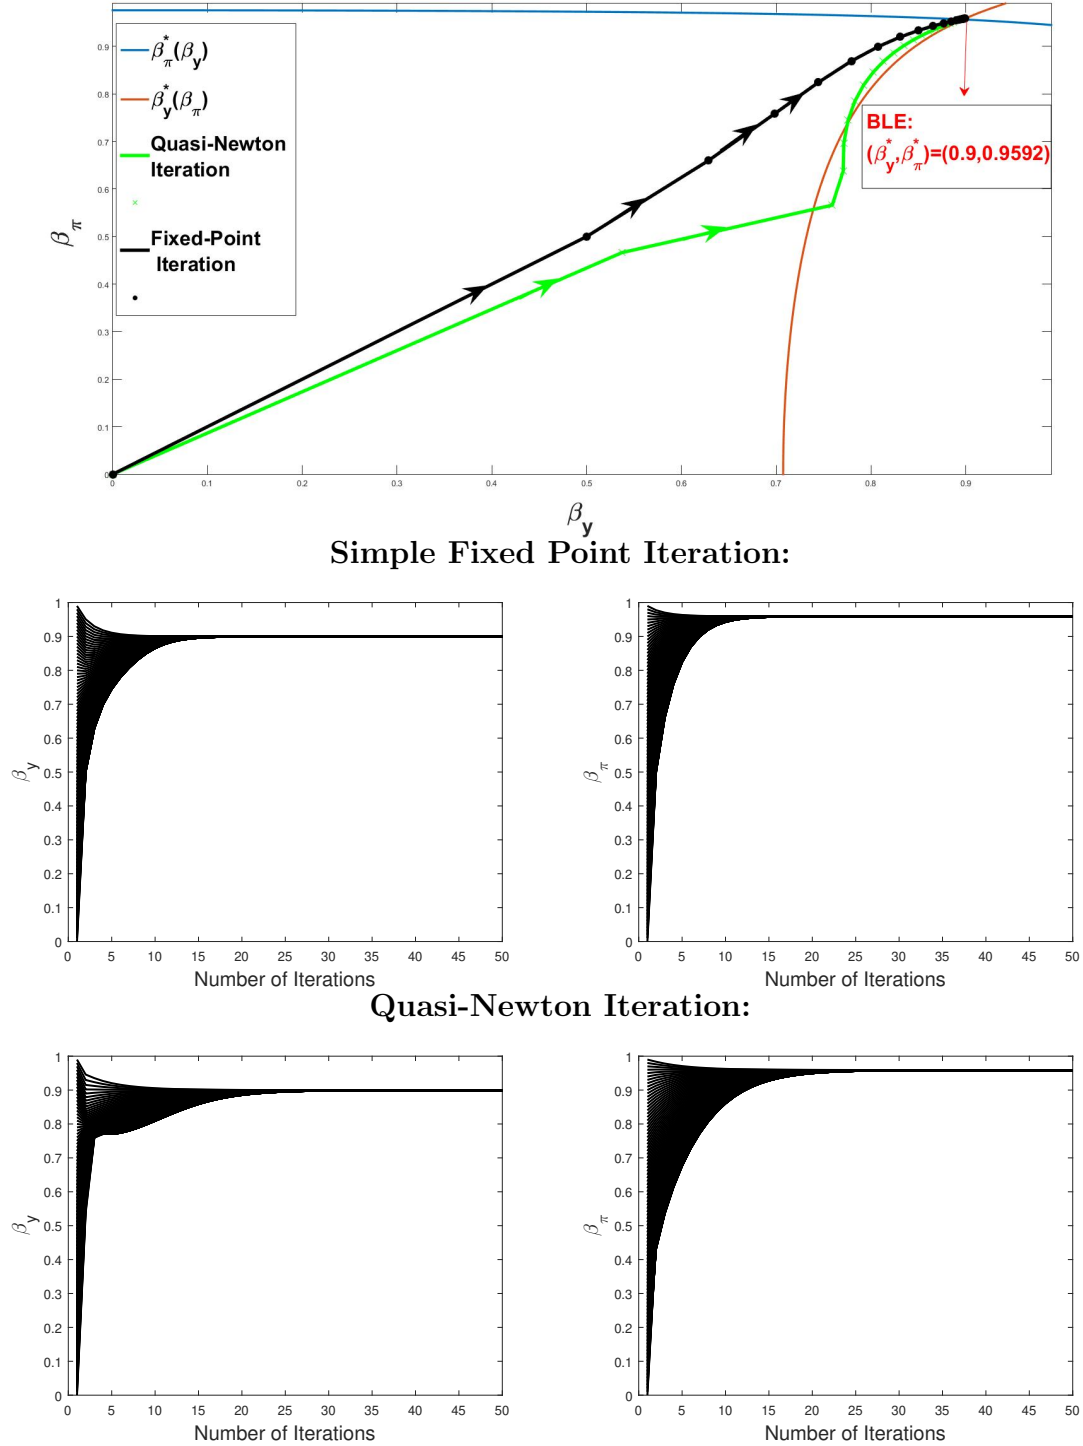 β*π(βy)
β*y(βπ)
Quasi-Newton
Iteration
Fixed-Point
Iteration
BLE:
(β*y,β*π)=(0.9,0.9592)
0.9
0.8
0.7
0.6
0.5
0.4
0.3
0.2
0.1
0
βπ
0 0.1 0.2 0.3 0.4 0.5 0.6 0.7 0.8 0.9
βy
Simple Fixed Point Iteration:
1
0.9
0.8
0.7
0.6
0.5
0.4
0.3
0.2
0.1
0
βy
0 5 10 15 20 25 30 35 40 45 50
Number of Iterations
1
0.9
0.8
0.7
0.6
0.5
0.4
0.3
0.2
0.1
0
βπ
0 5 10 15 20 25 30 35 40 45 50
Number of Iterations
Quasi-Newton Iteration:
1
0.9
0.8
0.7
0.6
0.5
0.4
0.3
0.2
0.1
0
βy
0 5 10 15 20 25 30 35 40 45 50
Number of Iterations
1
0.9
0.8
0.7
0.6
0.5
0.4
0.3
0.2
0.1
0
βπ
0 5 10 15 20 25 30 35 40 45 50
Number of Iterations